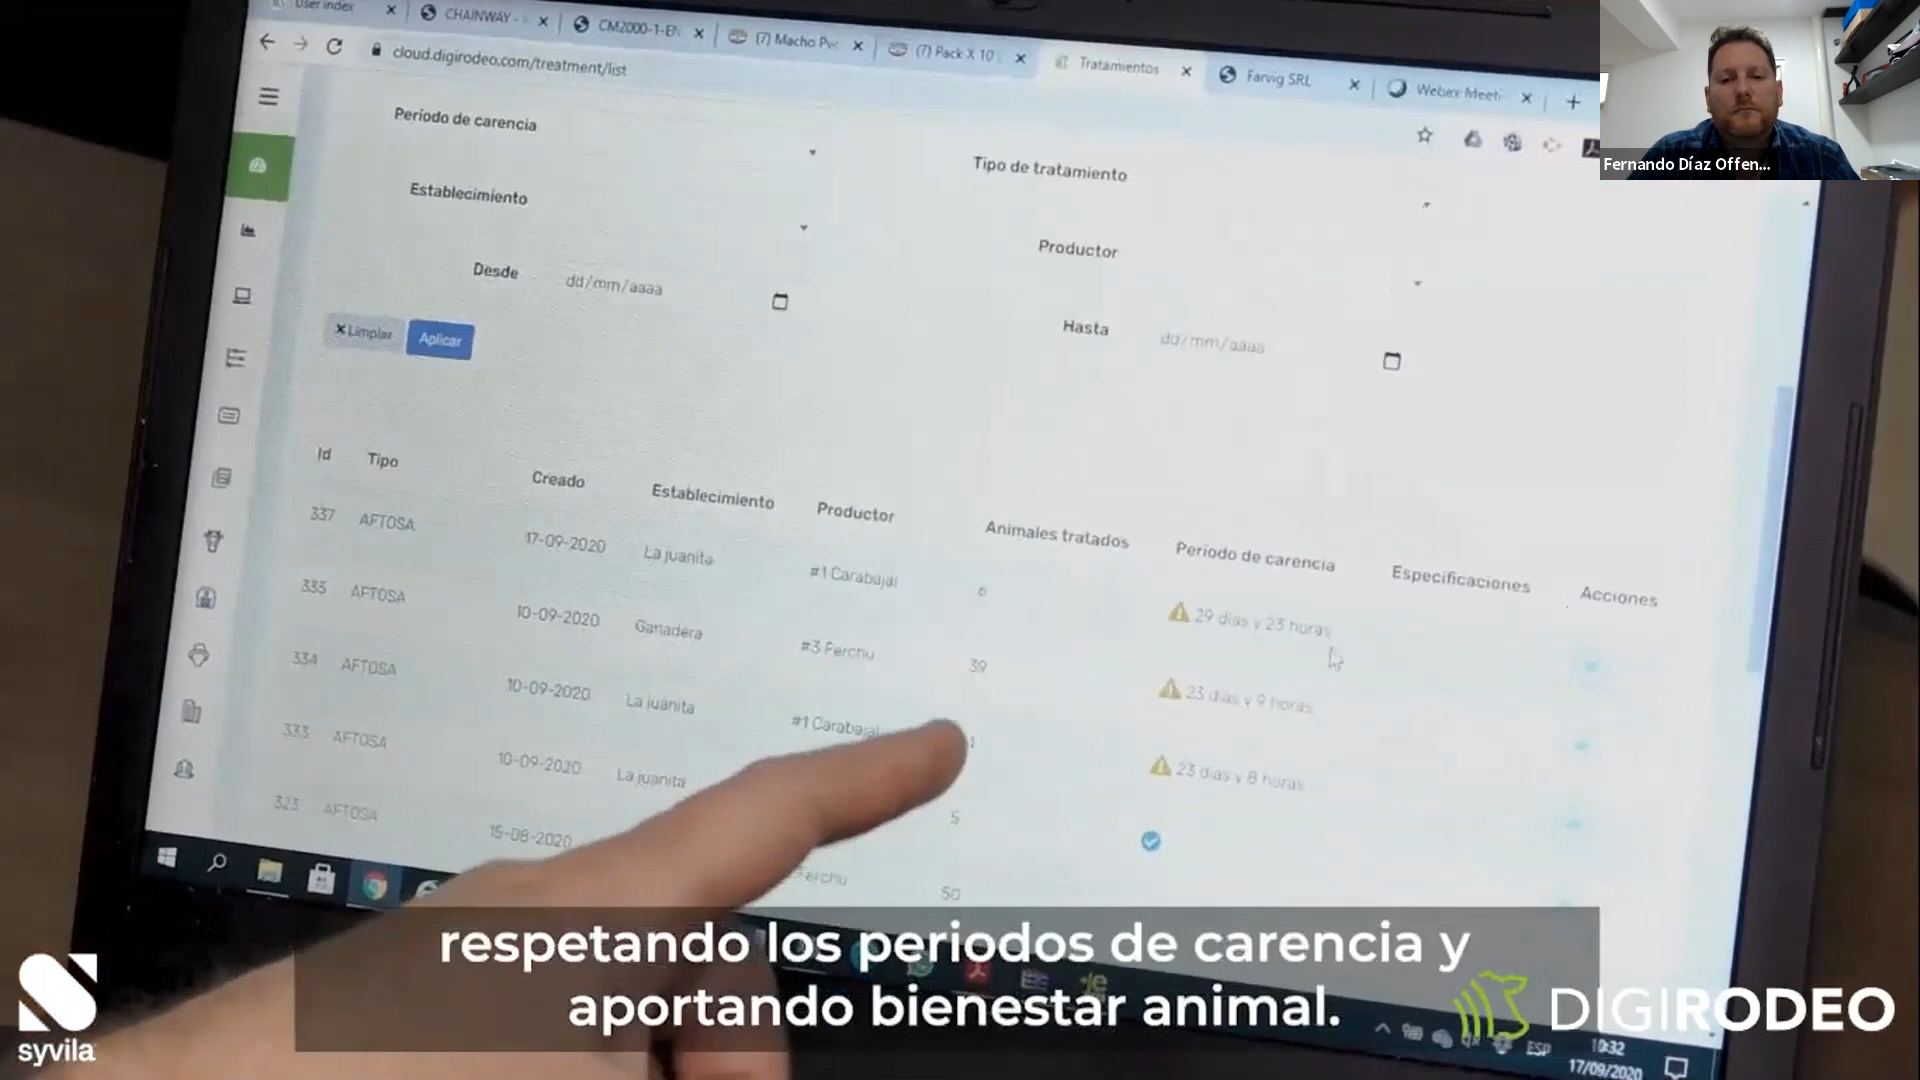 User index
CHAINWAY -
(7) Macho Pvc
(7) Pack X 10
Tratamientos
Farvig SRL
Webex Meeti
cloud.digirodeo.com/treatment/list
Fernando Díaz Offen...
Periodo de carencia
Tipo de tratamiento
Establecimiento
Productor
Desde dd/mm/aaaa
Hasta dd/mm/aaaa
Limpiar Aplicar
Id Tipo Creado Establecimiento Productor Animales tratados Periodo de carencia Especificaciones Acciones
337 AFTOSA 17-09-2020 La juanita #1 Carabajal 6 29 días y 23 horas
335 AFTOSA 10-09-2020 Ganadera #3 Ferchu 39 23 días y 9 horas
334 AFTOSA 10-09-2020 La juanita #1 Carabajal 1 23 días y 8 horas
333 AFTOSA 10-09-2020 La juanita 5
323 AFTOSA 15-08-2020 Ferchu 50
respetando los periodos de carencia y
aportando bienestar animal.
syvila
DIGIRODEO
ESP
10:32
17/09/2020